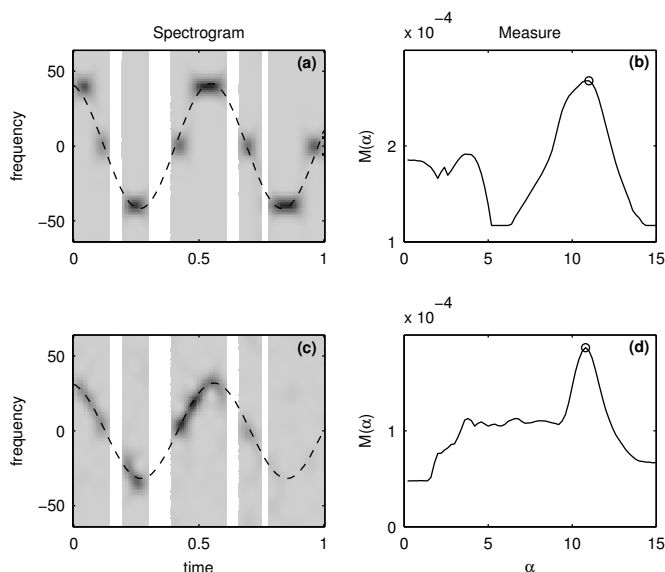 Spectrogram
Measure
x 10⁻⁴
(a)
(b)
50
0
−50
frequency
0
0.5
1
2
1
M(α)
0
5
10
15
x 10⁻⁴
(c)
(d)
50
0
−50
frequency
0
0.5
1
time
1
0
M(α)
0
5
10
15
α